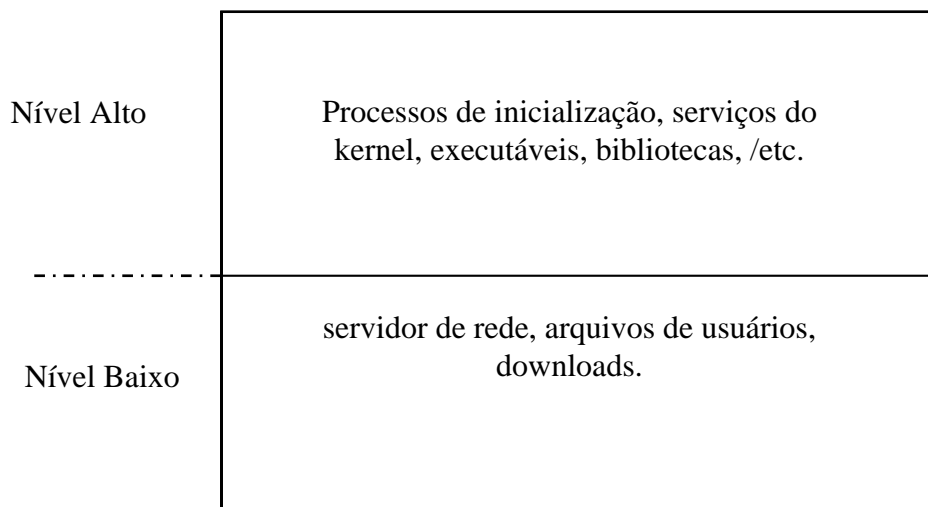 Nível Alto
Processos de inicialização, serviços do
kernel, executáveis, bibliotecas, /etc.
servidor de rede, arquivos de usuários,
downloads.
Nível Baixo